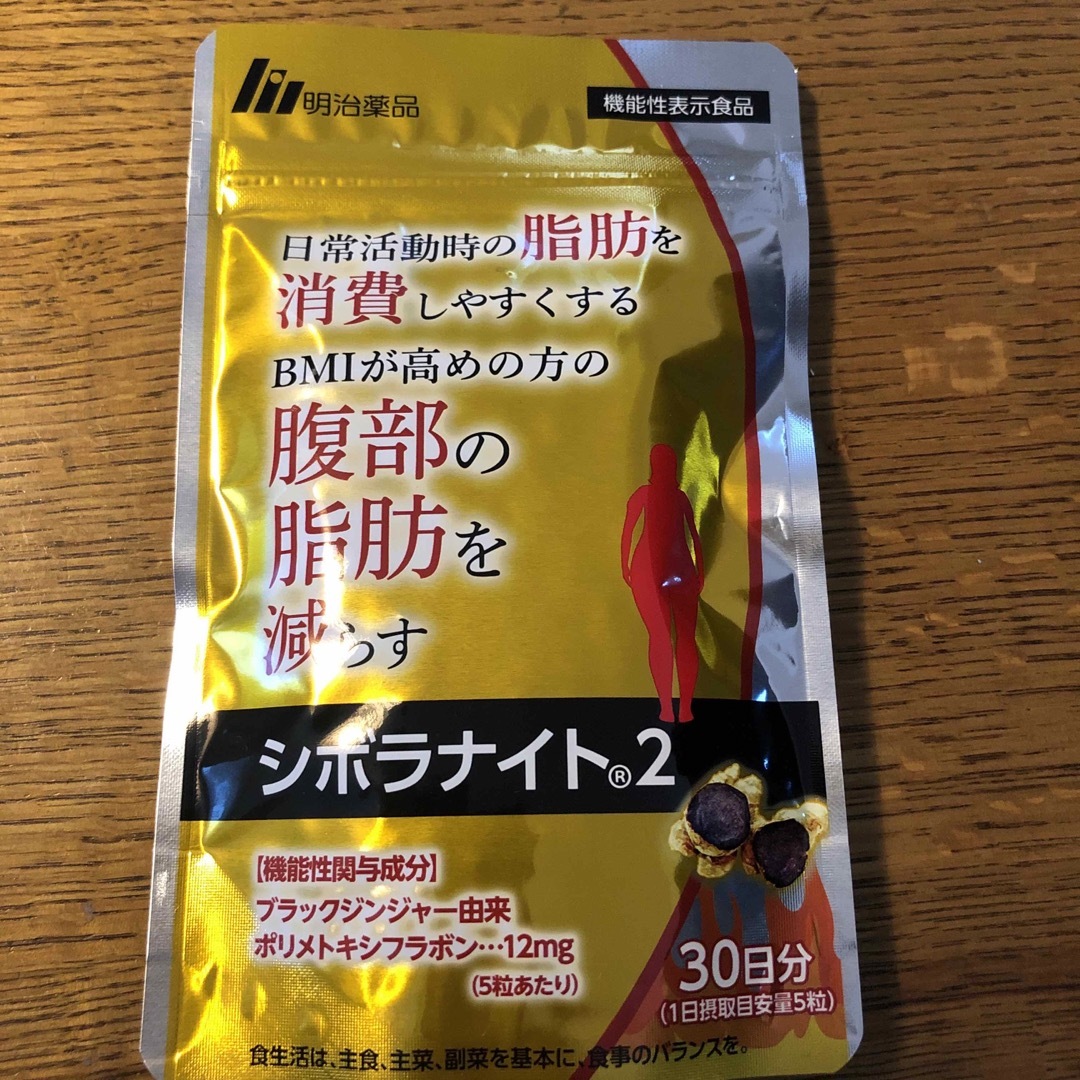 明治薬品
機能性表示食品
日常活動時の脂肪を
消費しやすくする
BMIが高めの方の
腹部の
脂肪を
減らす
シボラナイト®2
【機能性関与成分】
ブラックジンジャー由来
ポリメトキシフラボン…12mg
(5粒あたり)
30日分
(1日摂取目安量5粒)
食生活は、主食、主菜、副菜を基本に、食事のバランスを。